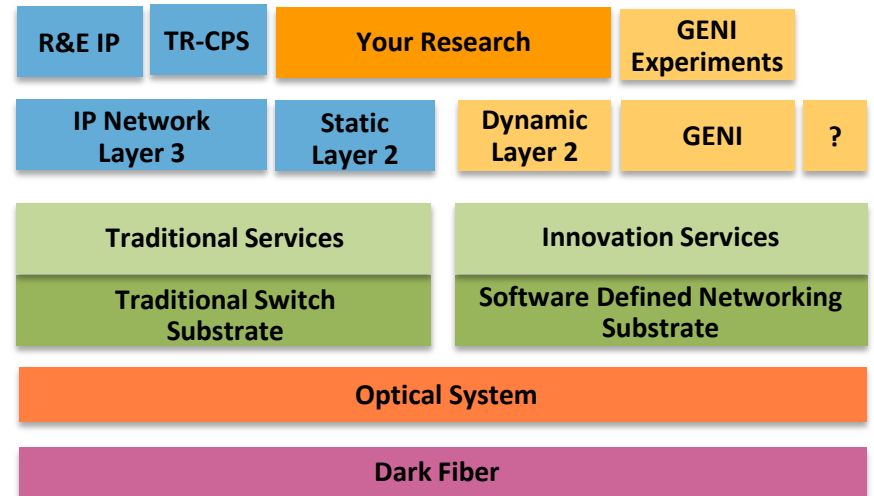 R&E IP
TR-CPS
Your Research
GENI
Experiments
IP Network
Layer 3
Static
Layer 2
Dynamic
Layer 2
GENI
?
Traditional Services
Innovation Services
Traditional Switch
Substrate
Software Defined Networking
Substrate
Optical System
Dark Fiber